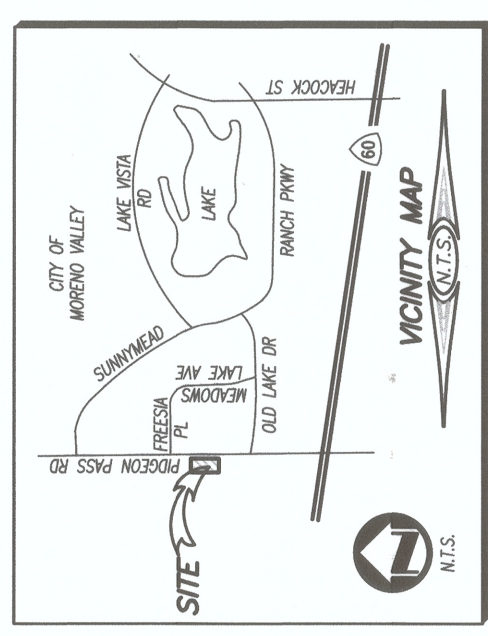 CITY OF
MORENO VALLEY
SUNNYMEAD
LAKE VISTA
RD
LAKE
HEACOCK ST
PIDGEON PASS RD
FREESIA
PL
MEADOWS
LAKE AVE
RANCH PKWY
OLD LAKE DR
SITE
60
VICINITY MAP
N.T.S.
N
N.T.S.